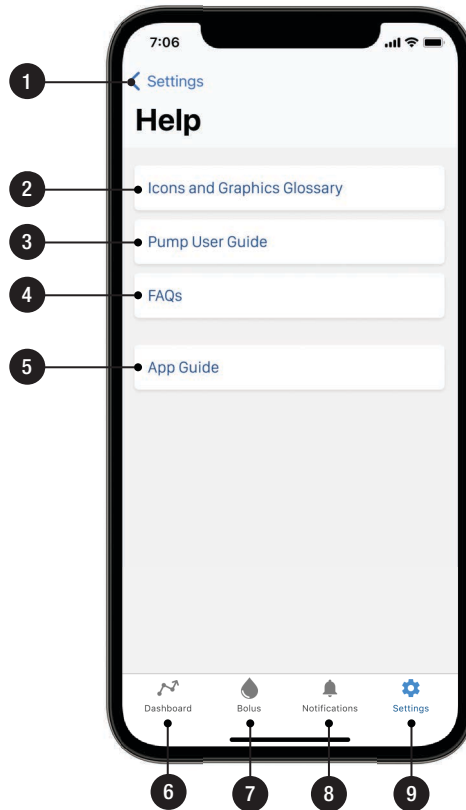 7:06
1
Settings
Help
2
Icons and Graphics Glossary
3
Pump User Guide
4
FAQs
5
App Guide
Dashboard Bolus Notifications Settings
6 7 8 9